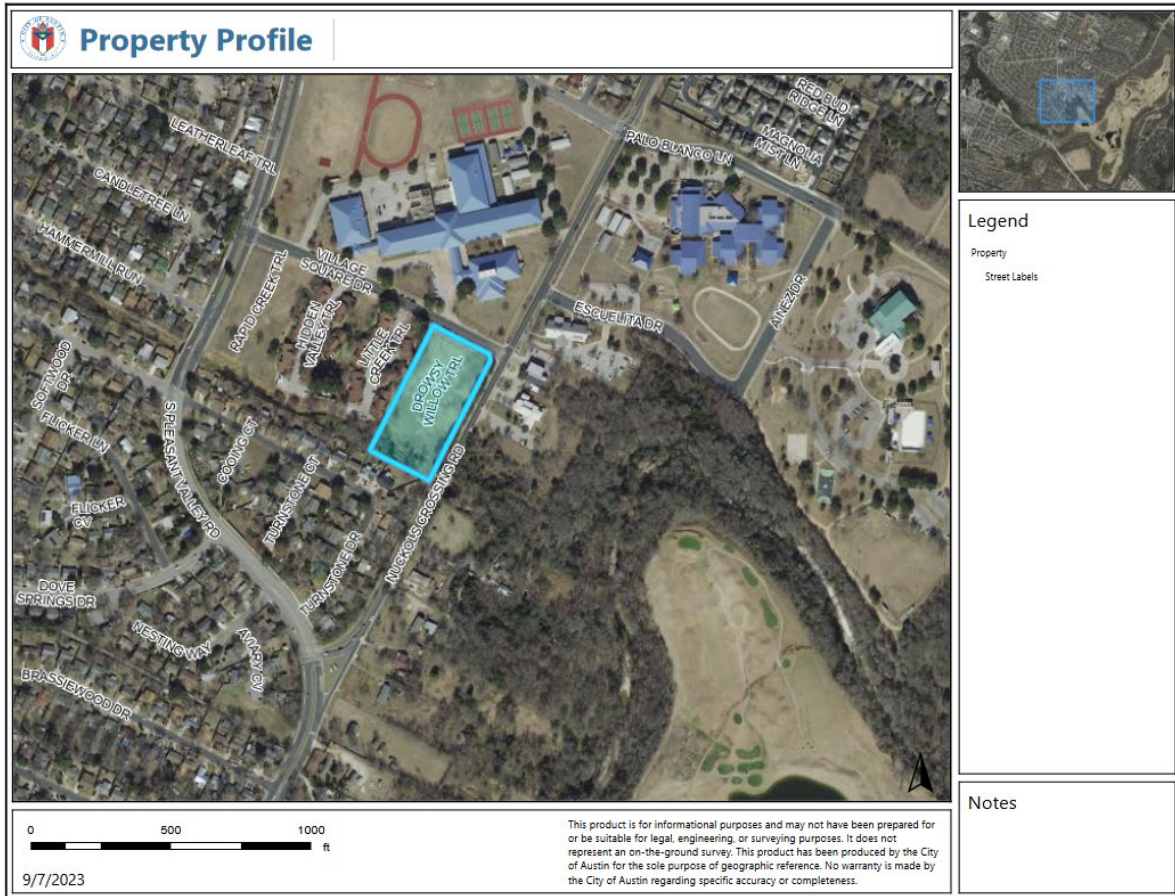 Property Profile
RED BUD
RIDGE LN
MAGNOLIA
MIST LN
PALO BLANCO LN
LEATHERLEAF TRL
CANDLETREE LN
HAMMERMILL RUN
VILLAGE
SQUARE DR
RAPID CREEK TRL
HIDDEN
VALLEY TRL
LITTLE
CREEK TRL
ESCUELITA DR
AINEZ DR
DROWSY
WILLOW TRL
SOFTWOOD
DR
FLICKER LN
S PLEASANT VALLEY RD
COOING CT
TURNSTONE CT
FLICKER
CV
NUCKOLS CROSSING RD
TURNSTONE DR
DOVE
SPRINGS DR
NESTING WAY
AVIARY CV
BRASSIEWOOD DR
Legend
Property
Street Labels
Notes
0 500 1000
ft
9/7/2023
This product is for informational purposes and may not have been prepared for
or be suitable for legal, engineering, or surveying purposes. It does not
represent an on-the-ground survey. This product has been produced by the City
of Austin for the sole purpose of geographic reference. No warranty is made by
the City of Austin regarding specific accuracy or completeness.